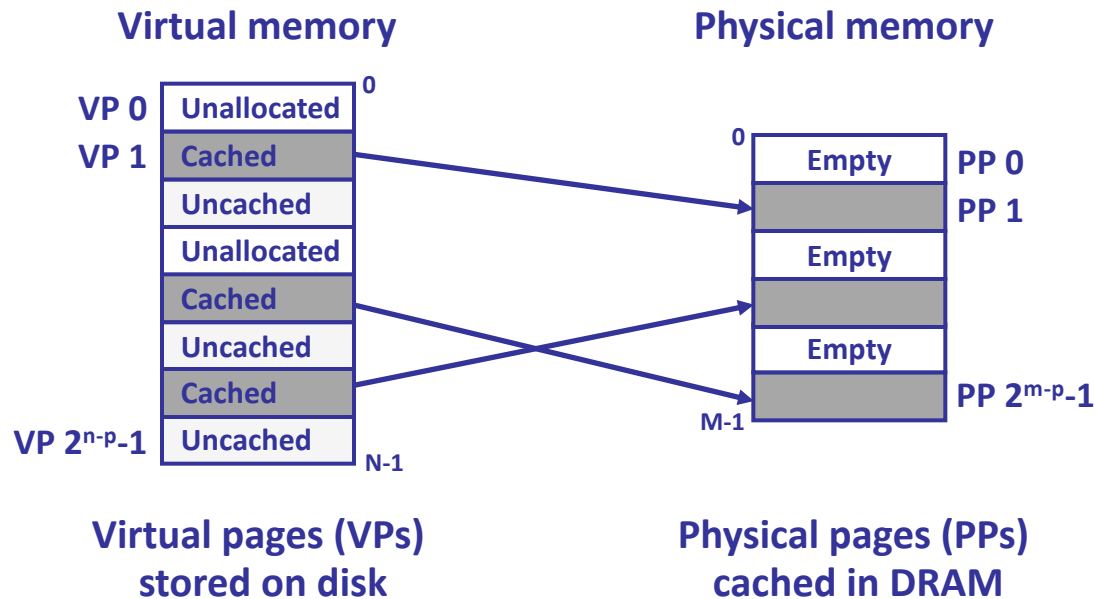 Virtual memory
Physical memory
0
VP 0
Unallocated
VP 1
Cached
Uncached
Unallocated
Cached
Uncached
Cached
VP 2ⁿ⁻ᵖ-1
Uncached
N-1
0
Empty
PP 0
PP 1
Empty
Empty
PP 2ᵐ⁻ᵖ-1
M-1
Virtual pages (VPs)
stored on disk
Physical pages (PPs)
cached in DRAM